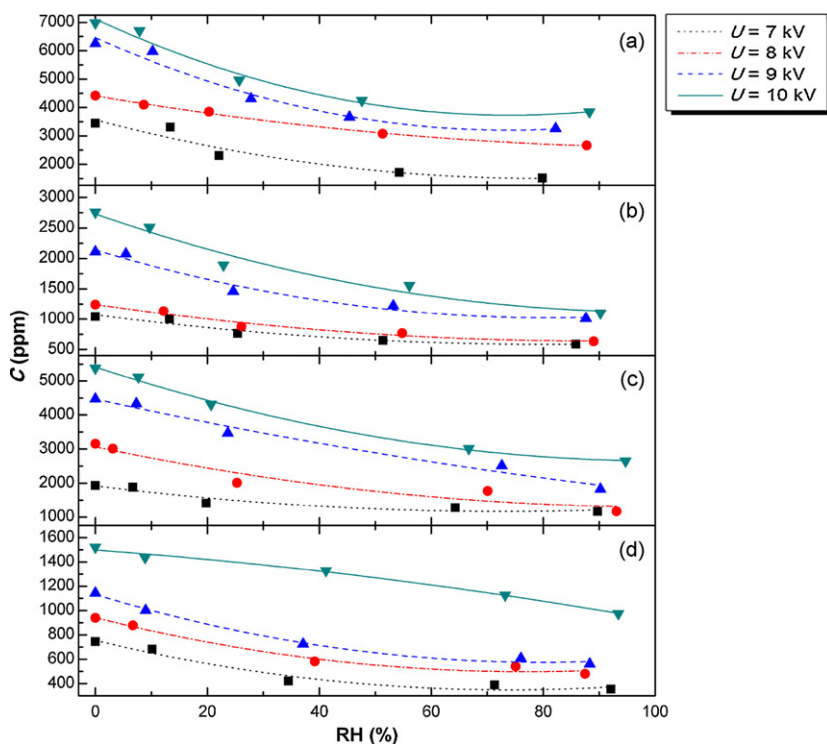 7000
6000
5000
4000
3000
2000
(a)
U = 7 kV
U = 8 kV
U = 9 kV
U = 10 kV
3000
2500
2000
1500
1000
500
(b)
C (ppm)
5000
4000
3000
2000
1000
(c)
1600
1400
1200
1000
800
600
400
(d)
0 20 40 60 80 100
RH (%)